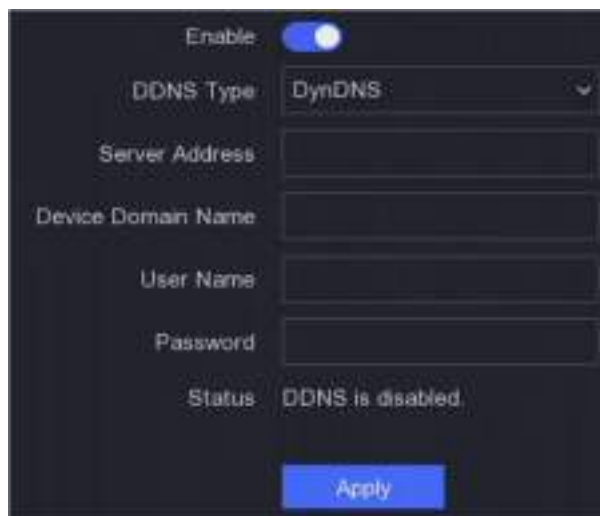 Enable
DDNS Type DynDNS
Server Address
Device Domain Name
User Name
Password
Status DDNS is disabled.
Apply